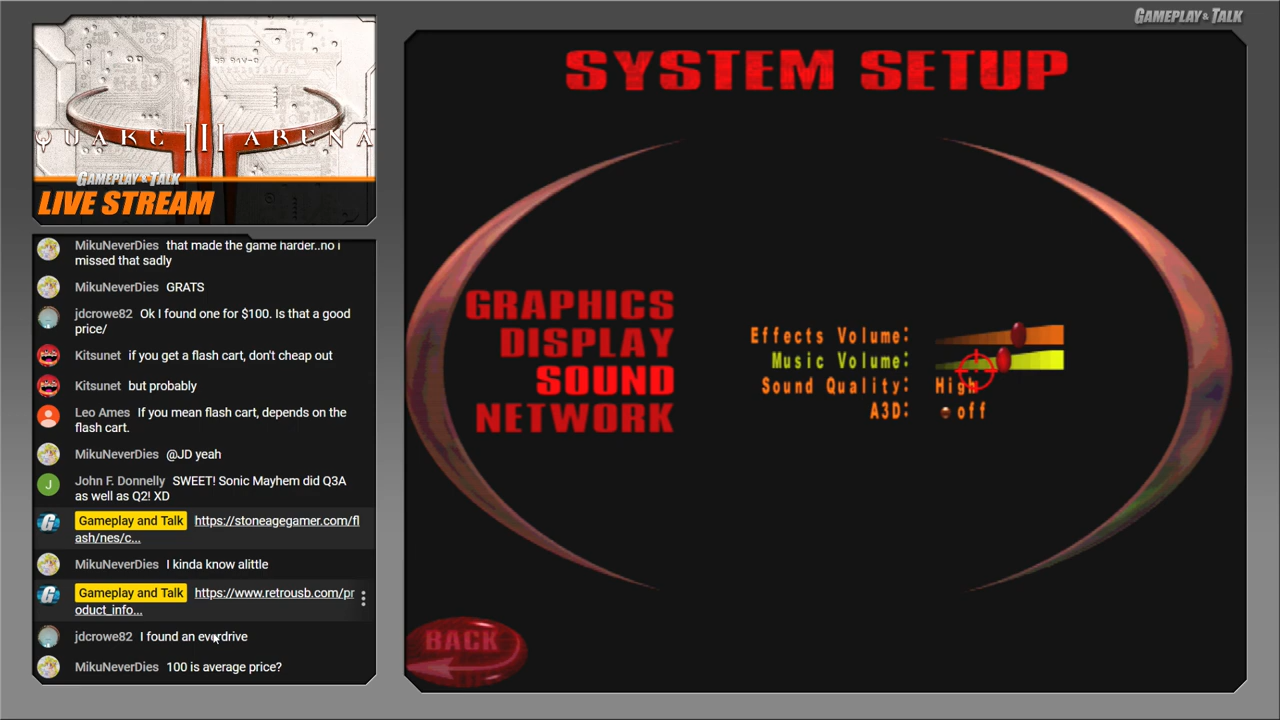 GAMEPLAY & TALK
QUAKE III ARENA
GAMEPLAY & TALK
LIVE STREAM
MikuNeverDies that made the game harder..no i
missed that sadly
MikuNeverDies GRATS
jdcrowe82 Ok I found one for $100. Is that a good
price/
Kitsunet if you get a flash cart, don't cheap out
Kitsunet but probably
Leo Ames If you mean flash cart, depends on the
flash cart.
MikuNeverDies @JD yeah
J
John F. Donnelly SWEET! Sonic Mayhem did Q3A
as well as Q2! XD
Gameplay and Talk https://stoneagegamer.com/fl
ash/nes/c...
MikuNeverDies I kinda know alittle
Gameplay and Talk https://www.retrousb.com/pr
oduct_info...
jdcrowe82 I found an everdrive
MikuNeverDies 100 is average price?
SYSTEM SETUP
GRAPHICS
DISPLAY
SOUND
NETWORK
Effects Volume:
Music Volume:
Sound Quality: High
A3D: off
BACK